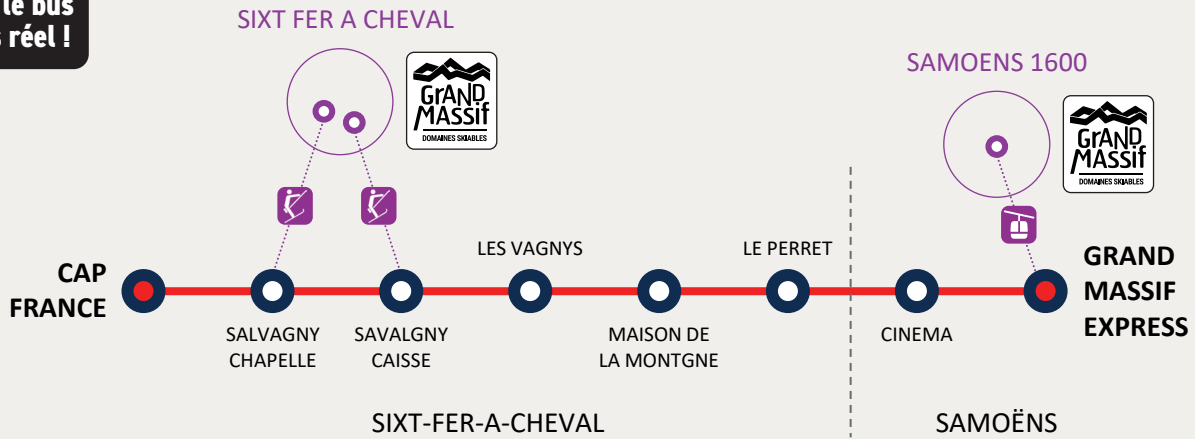 le bus
s réel !
SIXT FER A CHEVAL
GRAND
MASSIF
DOMAINES SKIABLES
SAMOENS 1600
GRAND
MASSIF
DOMAINES SKIABLES
CAP
FRANCE
SALVAGNY
CHAPELLE
SAVALGNY
CAISSE
LES VAGNYS
MAISON DE
LA MONTGNE
LE PERRET
CINEMA
GRAND
MASSIF
EXPRESS
SIXT-FER-A-CHEVAL
SAMOËNS